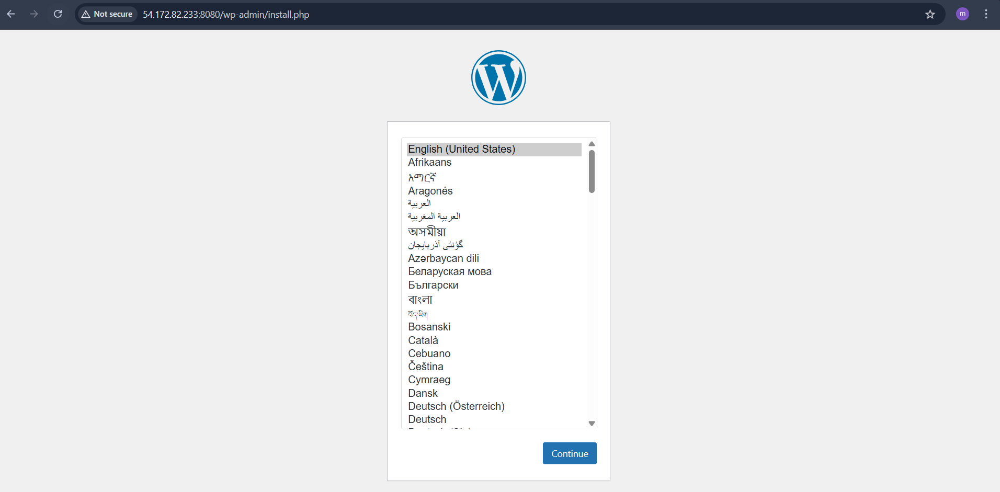 Not secure 54.172.82.233:8080/wp-admin/install.php m
English (United States)
Afrikaans
አማርኛ
Aragonés
العربية
العربية المغربية
অসমীয়া
گؤنئی آذربایجان
Azərbaycan dili
Беларуская мова
Български
বাংলা
བོད་ཡིག
Bosanski
Català
Cebuano
Čeština
Cymraeg
Dansk
Deutsch (Österreich)
Deutsch
Continue